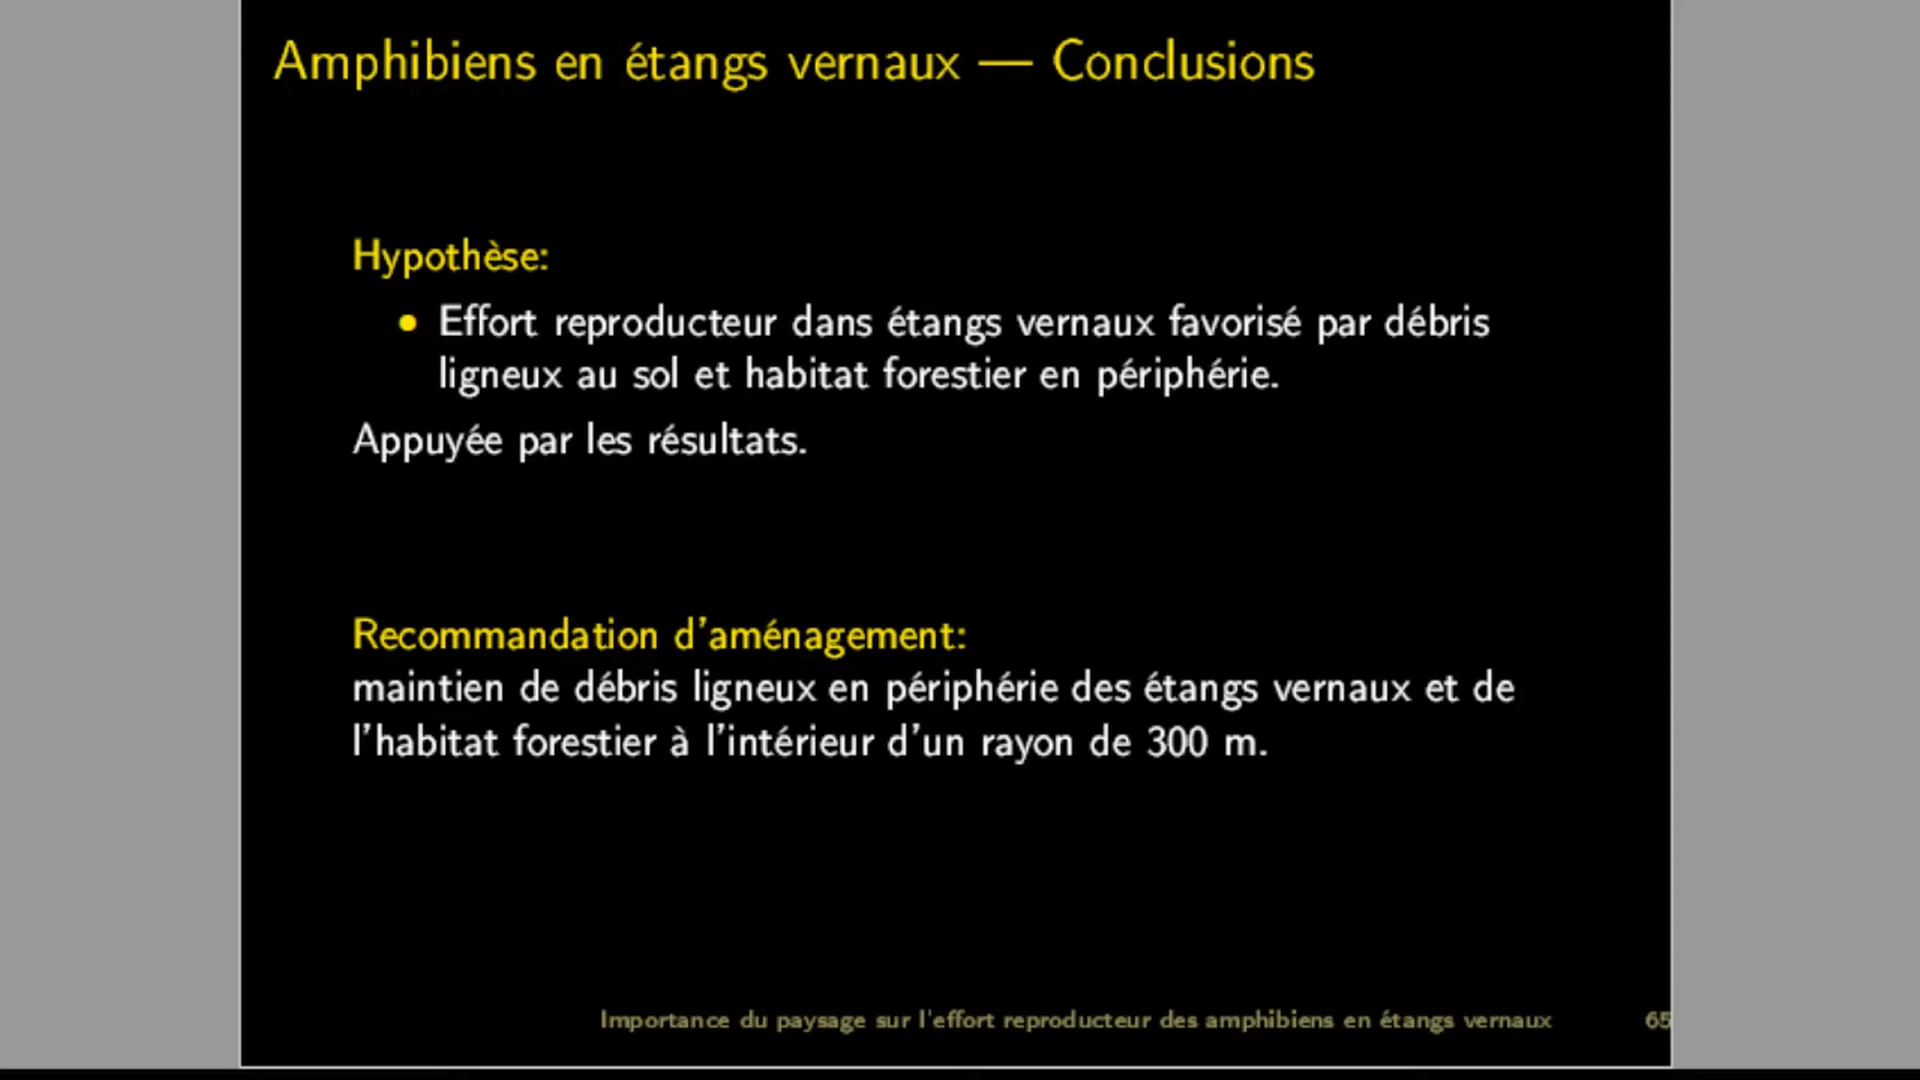 Amphibiens en étangs vernaux — Conclusions
Hypothèse:
• Effort reproducteur dans étangs vernaux favorisé par débris
ligneux au sol et habitat forestier en périphérie.
Appuyée par les résultats.
Recommandation d'aménagement:
maintien de débris ligneux en périphérie des étangs vernaux et de
l'habitat forestier à l'intérieur d'un rayon de 300 m.
Importance du paysage sur l'effort reproducteur des amphibiens en étangs vernaux 65